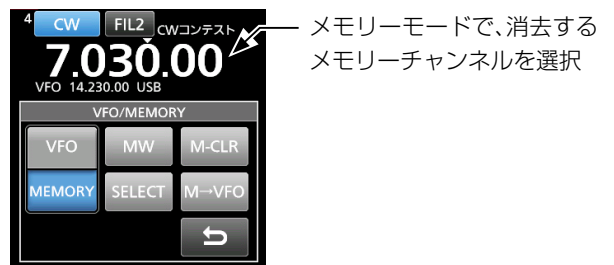 4 CW FIL2 CWコンテスト
7.030.00
VFO 14.230.00 USB
VFO/MEMORY
VFO MW M-CLR
MEMORY SELECT M→VFO
メモリーモードで、消去する
メモリーチャンネルを選択